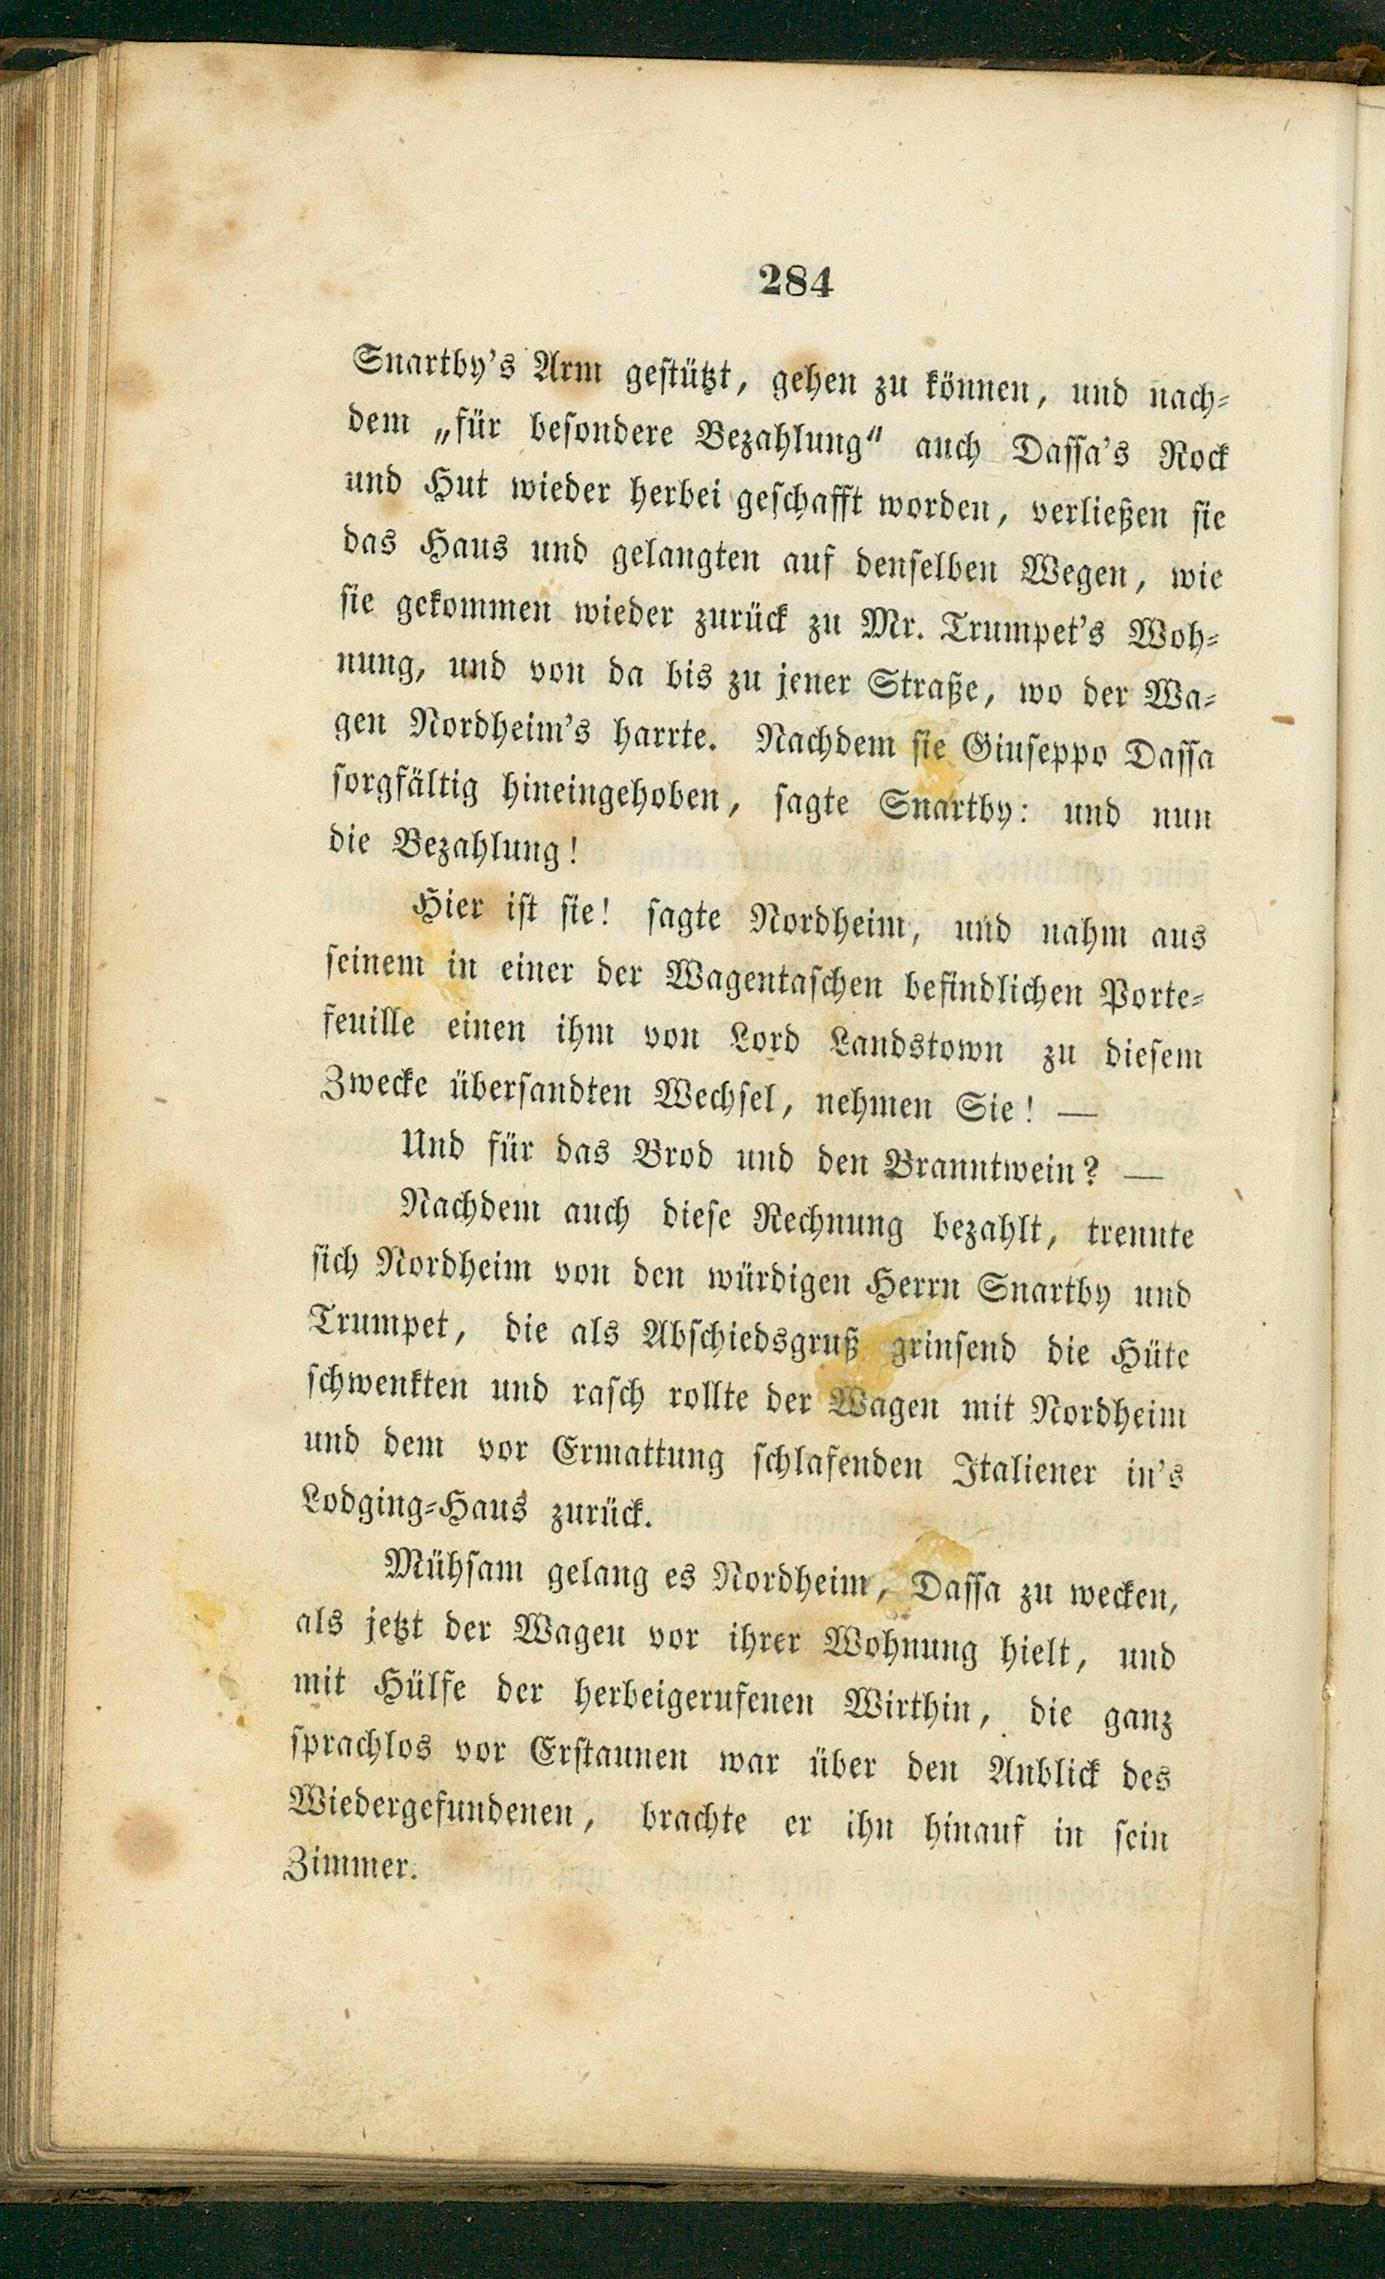 284
Snartby's Arm gestützt, gehen zu können, und nach-
dem „für besondere Bezahlung“ auch Dassa's Rock
und Hut wieder herbei geschafft worden, verließen sie
das Haus und gelangten auf denselben Wegen, wie
sie gekommen wieder zurück zu Mr. Trumpet's Woh-
nung, und von da bis zu jener Straße, wo der Wa-
gen Nordheim's harrte. Nachdem sie Giuseppo Dassa
sorgfältig hineingehoben, sagte Snartby: und nun
die Bezahlung!
Hier ist sie! sagte Nordheim, und nahm aus
seinem in einer der Wagentaschen befindlichen Porte-
feuille einen ihm von Lord Landstown zu diesem
Zwecke übersandten Wechsel, nehmen Sie! —
Und für das Brod und den Branntwein? —
Nachdem auch diese Rechnung bezahlt, trennte
sich Nordheim von den würdigen Herrn Snartby und
Trumpet, die als Abschiedsgruß grinsend die Hüte
schwenkten und rasch rollte der Wagen mit Nordheim
und dem vor Ermattung schlafenden Italiener in's
Lodging-Haus zurück.
Mühsam gelang es Nordheim, Dassa zu wecken,
als jetzt der Wagen vor ihrer Wohnung hielt, und
mit Hülfe der herbeigerufenen Wirthin, die ganz
sprachlos vor Erstaunen war über den Anblick des
Wiedergefundenen, brachte er ihn hinauf in sein
Zimmer.